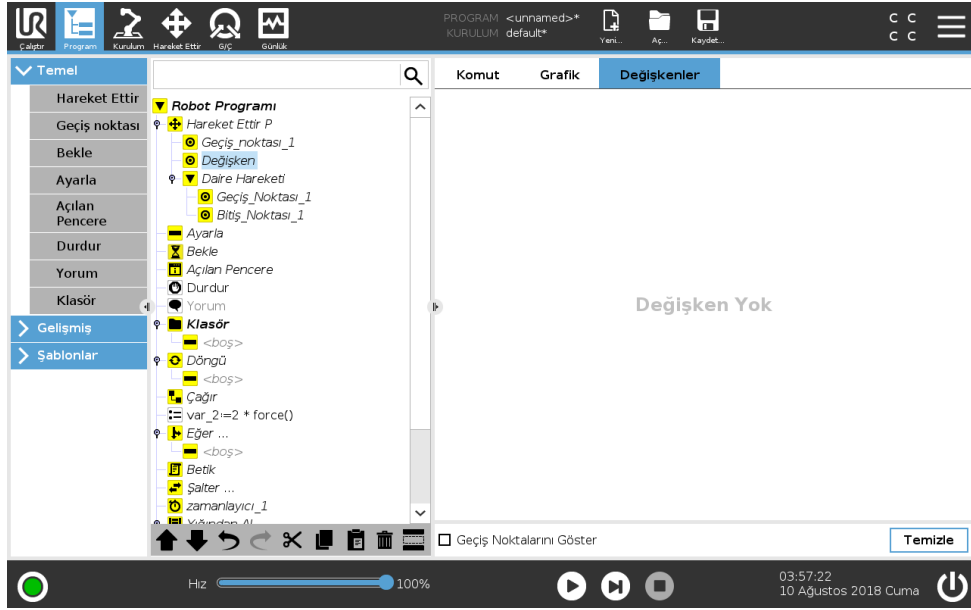 PROGRAM <unnamed>*
KURULUM default*
Çalıştır
Program
Kurulum
Hareket Ettir
G/Ç
Günlük
Yeni...
Aç...
Kaydet...
C C
C C
Temel
Hareket Ettir
Geçiş noktası
Bekle
Ayarla
Açılan
Pencere
Durdur
Yorum
Klasör
Gelişmiş
Şablonlar
Robot Programı
Hareket Ettir P
Geçiş_noktası_1
Değişken
Daire Hareketi
Geçiş_Noktası_1
Bitiş_Noktası_1
Ayarla
Bekle
Açılan Pencere
Durdur
Yorum
Klasör
<boş>
Döngü
<boş>
Çağır
var_2:=2 * force()
Eğer ...
<boş>
Betik
Şalter ...
zamanlayıcı_1
Komut
Grafik
Değişkenler
Değişken Yok
Geçiş Noktalarını Göster
Temizle
Hız
100%
03:57:22
10 Ağustos 2018 Cuma